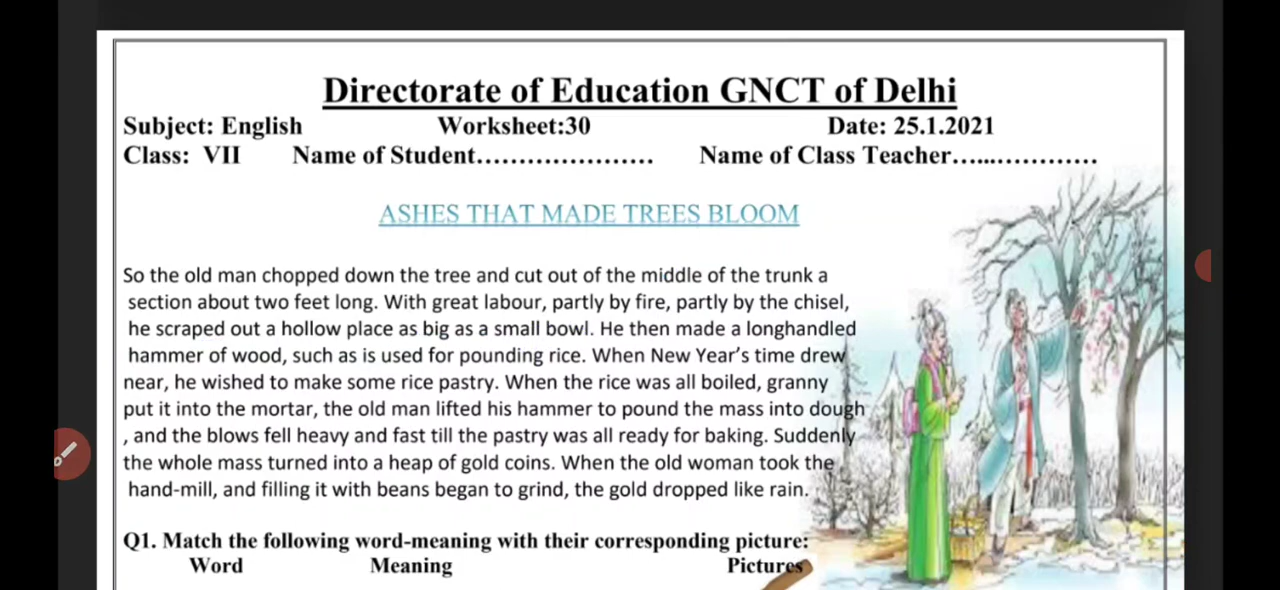 Directorate of Education GNCT of Delhi
Subject: English Worksheet:30 Date: 25.1.2021
Class: VII Name of Student………………… Name of Class Teacher…...…………
ASHES THAT MADE TREES BLOOM
So the old man chopped down the tree and cut out of the middle of the trunk a
section about two feet long. With great labour, partly by fire, partly by the chisel,
he scraped out a hollow place as big as a small bowl. He then made a longhandled
hammer of wood, such as is used for pounding rice. When New Year’s time drew
near, he wished to make some rice pastry. When the rice was all boiled, granny
put it into the mortar, the old man lifted his hammer to pound the mass into dough
, and the blows fell heavy and fast till the pastry was all ready for baking. Suddenly
the whole mass turned into a heap of gold coins. When the old woman took the
hand-mill, and filling it with beans began to grind, the gold dropped like rain.
Q1. Match the following word-meaning with their corresponding picture:
Word Meaning Pictures